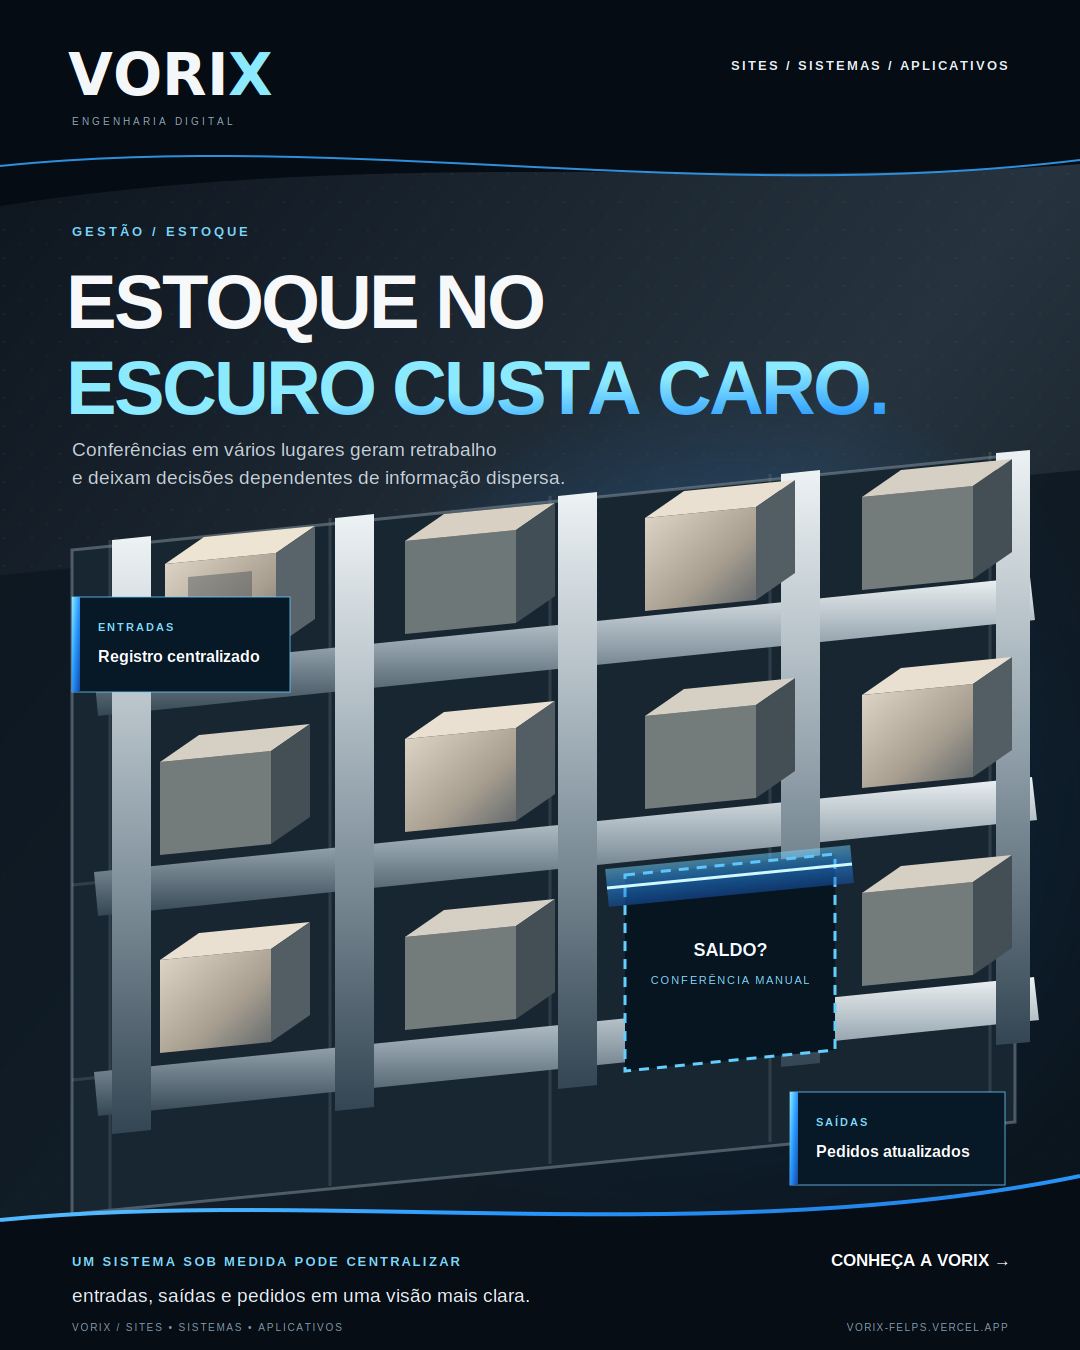 VORIX
ENGENHARIA DIGITAL
SITES / SISTEMAS / APLICATIVOS
GESTÃO / ESTOQUE
ESTOQUE NO
ESCURO CUSTA CARO.
Conferências em vários lugares geram retrabalho
e deixam decisões dependentes de informação dispersa.
ENTRADAS
Registro centralizado
SALDO?
CONFERÊNCIA MANUAL
SAÍDAS
Pedidos atualizados
UM SISTEMA SOB MEDIDA PODE CENTRALIZAR
entradas, saídas e pedidos em uma visão mais clara.
VORIX / SITES • SISTEMAS • APLICATIVOS
CONHEÇA A VORIX →
VORIX-FELPS.VERCEL.APP